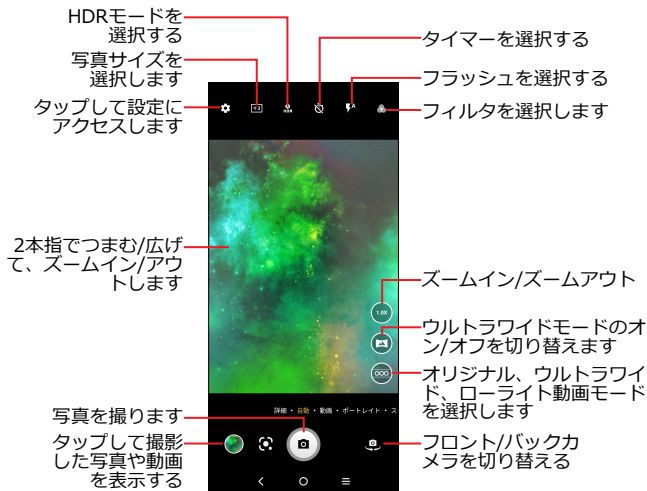 HDRモードを
選択する
写真サイズを
選択します
タップして設定に
アクセスします
2本指でつまむ/広げ
て、ズームイン/アウ
トします
写真を撮ります
タップして撮影
した写真や動画
を表示する
タイマーを選択する
フラッシュを選択する
フィルタを選択します
ズームイン/ズームアウト
ウルトラワイドモードのオ
ン/オフを切り替えます
オリジナル、ウルトラワイ
ド、ローライト動画モード
を選択します
フロント/バックカ
メラを切り替える
HDR
A
1.0X
詳細・自動・動画・ポートレイト・ス